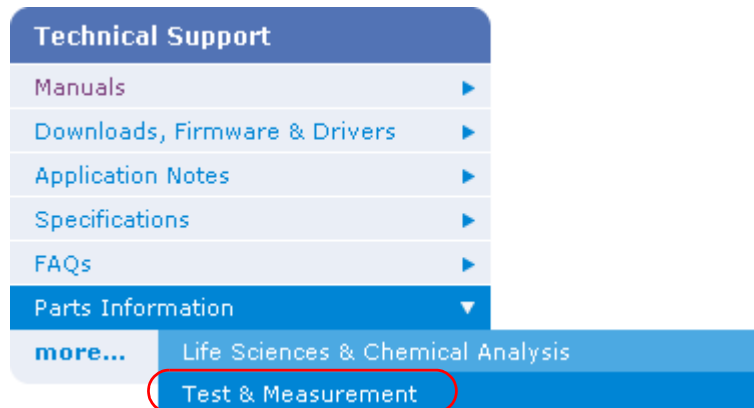 Technical Support
Manuals
Downloads, Firmware & Drivers
Application Notes
Specifications
FAQs
Parts Information
more... Life Sciences & Chemical Analysis
Test & Measurement